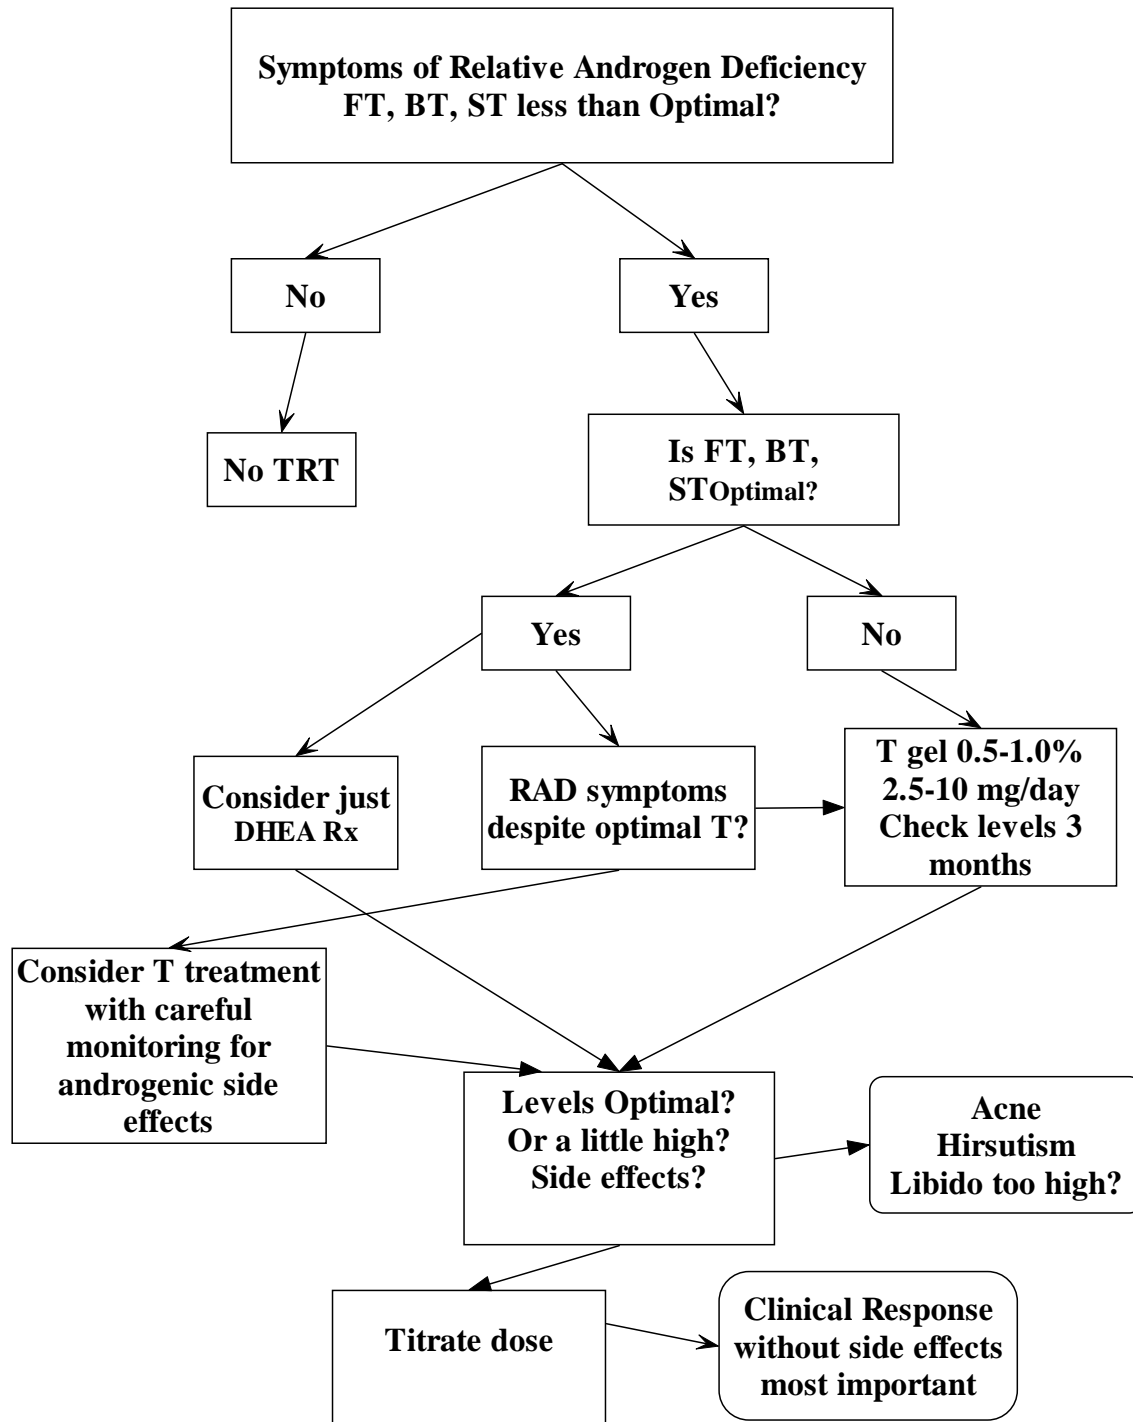 Symptoms of Relative Androgen Deficiency
FT, BT, ST less than Optimal?
No
Yes
No TRT
Is FT, BT,
STOptimal?
Yes
No
Consider just
DHEA Rx
RAD symptoms
despite optimal T?
T gel 0.5-1.0%
2.5-10 mg/day
Check levels 3
months
Consider T treatment
with careful
monitoring for
androgenic side
effects
Levels Optimal?
Or a little high?
Side effects?
Acne
Hirsutism
Libido too high?
Titrate dose
Clinical Response
without side effects
most important